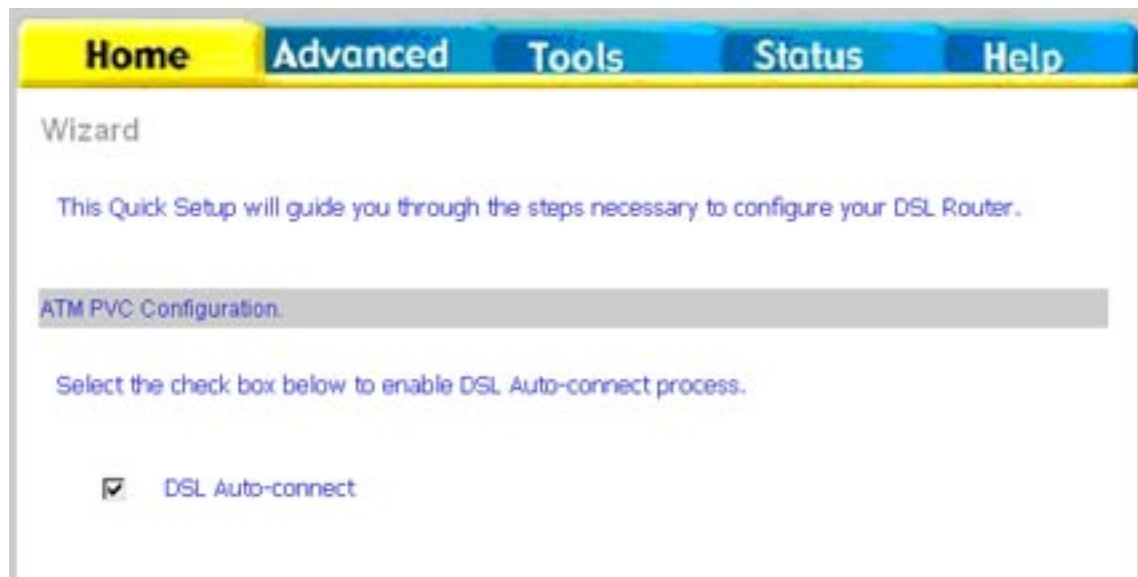 Home Advanced Tools Status Help
Wizard
This Quick Setup will guide you through the steps necessary to configure your DSL Router.
ATM PVC Configuration.
Select the check box below to enable DSL Auto-connect process.
DSL Auto-connect